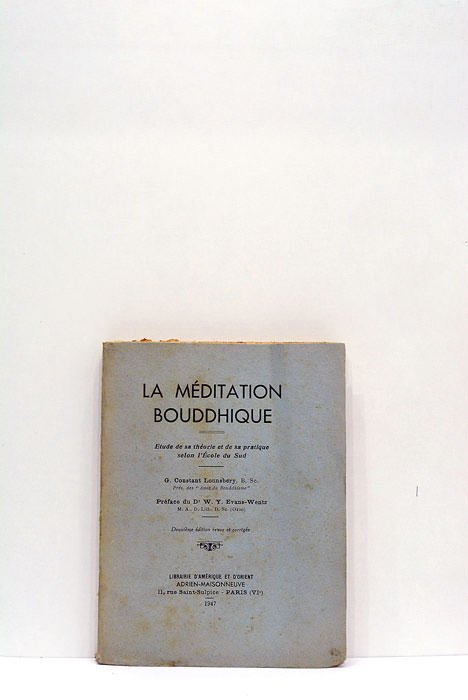 LA MÉDITATION
BOUDDHIQUE
Etude de sa théorie et de sa pratique
selon l'École du Sud
G. Constant Lounsbery, B. Sc.
Prés. des "Amis du Bouddhisme"
Préface du Dr W. Y. Evans-Wentz
M. A., D. Litt., D. Sc. (Oxon)
Deuxième édition revue et corrigée
LIBRAIRIE D'AMÉRIQUE ET D'ORIENT
ADRIEN-MAISONNEUVE
11, rue Saint-Sulpice - PARIS (VIe)
1947